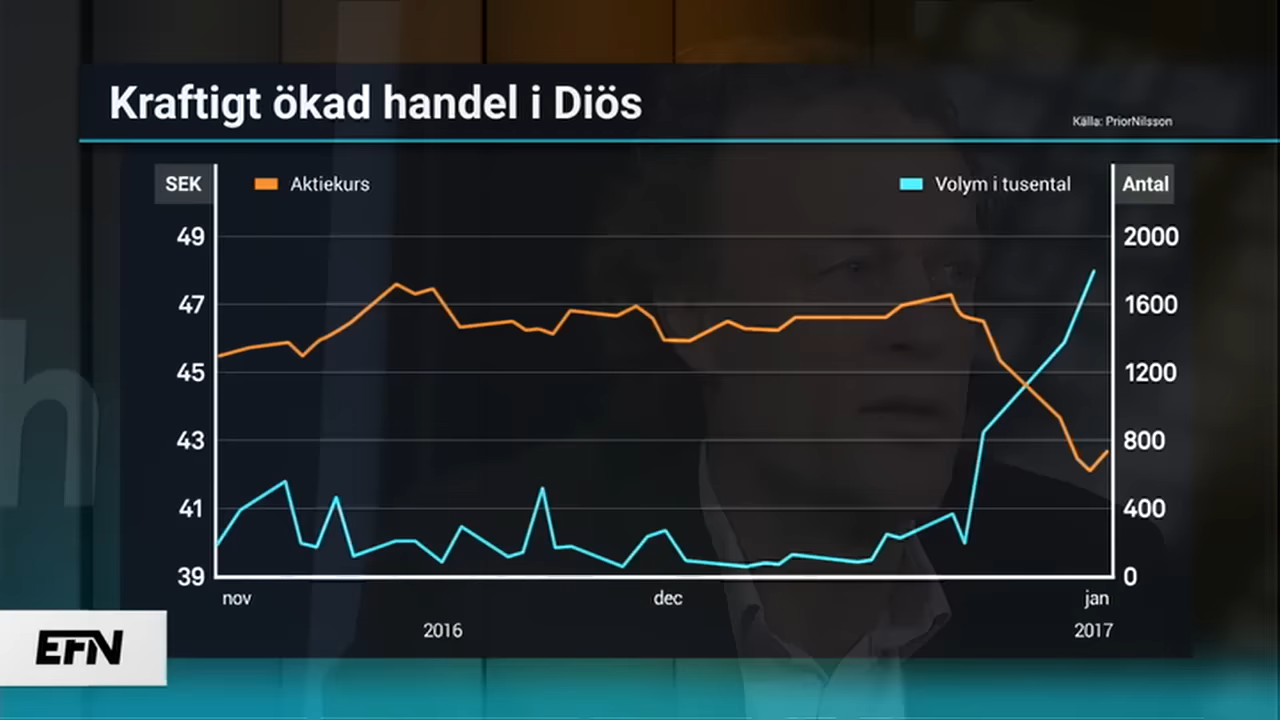 Kraftigt ökad handel i Diös
Källa: PriorNilsson
SEK
Aktiekurs
Volym i tusental
Antal
49
2000
47
1600
45
1200
43
800
41
400
39
0
nov
dec
jan
2016
2017
EFN
h